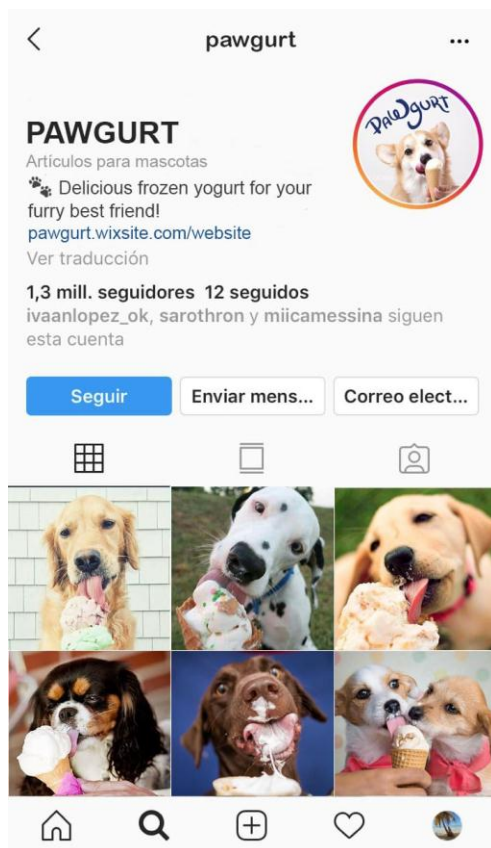 pawgurt
PAWGURT
PAWGURT
Artículos para mascotas
Delicious frozen yogurt for your
furry best friend!
pawgurt.wixsite.com/website
Ver traducción
1,3 mill. seguidores 12 seguidos
ivaanlopez_ok, sarothron y miicamessina siguen
esta cuenta
Seguir Enviar mens... Correo elect...